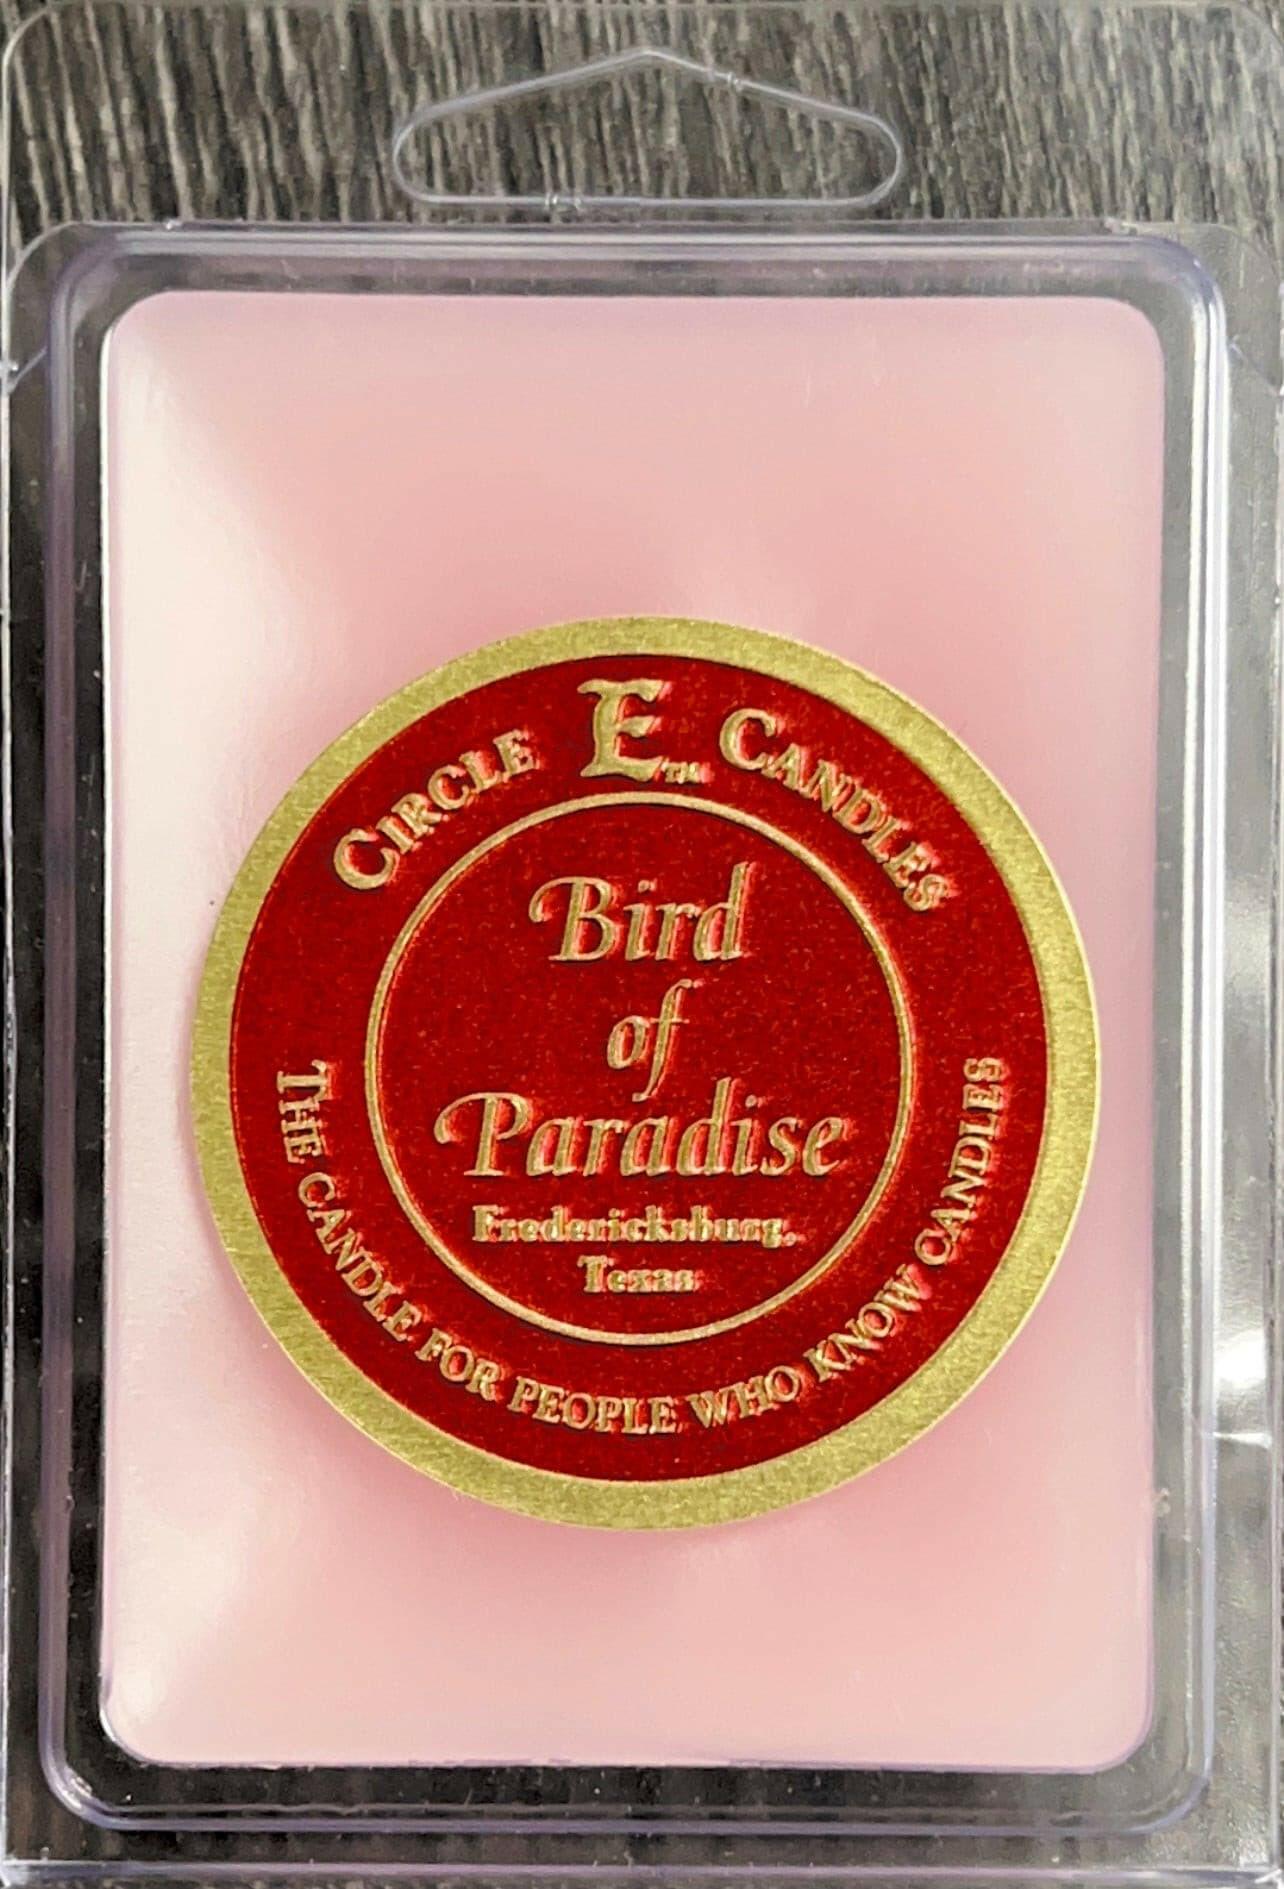 CIRCLE E™ CANDLES
Bird
of
Paradise
Fredericksburg,
Texas
THE CANDLE FOR PEOPLE WHO KNOW CANDLES